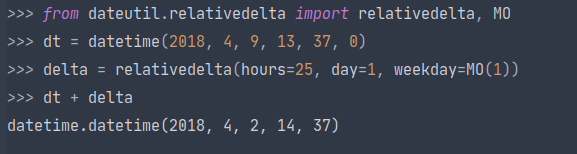 >>> from dateutil.relativedelta import relativedelta, MO
>>> dt = datetime(2018, 4, 9, 13, 37, 0)
>>> delta = relativedelta(hours=25, day=1, weekday=MO(1))
>>> dt + delta
datetime.datetime(2018, 4, 2, 14, 37)